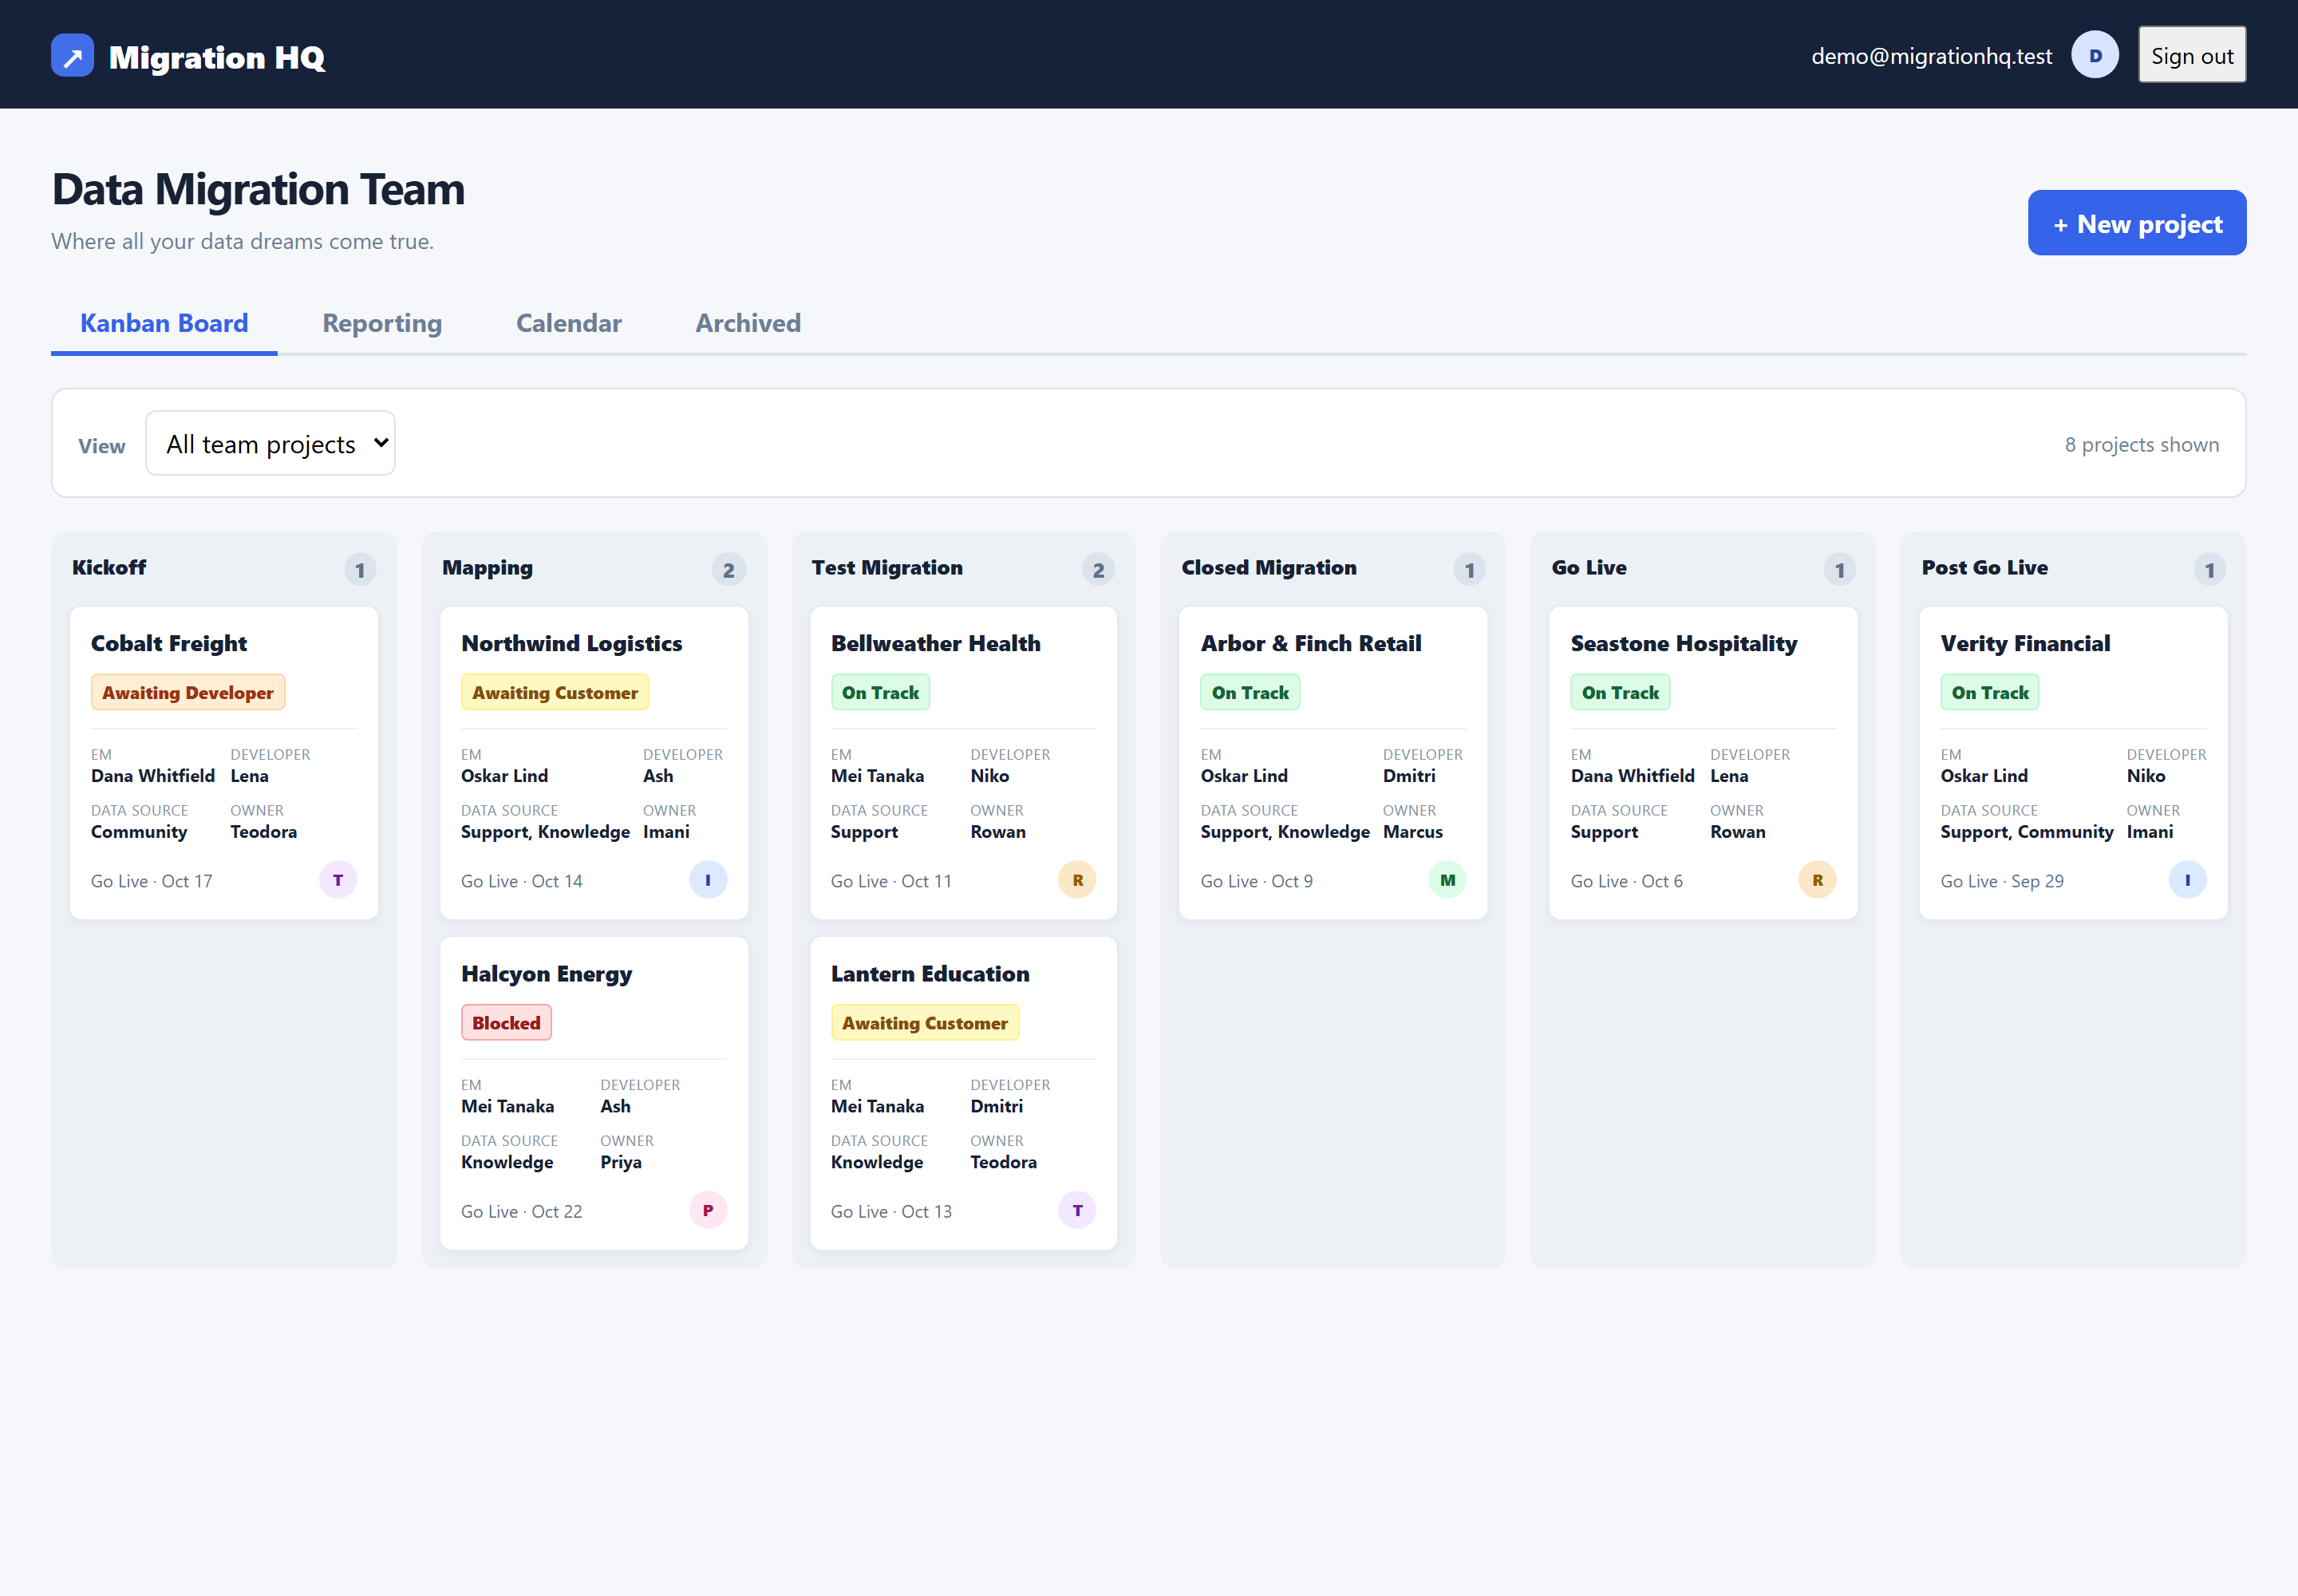 ↗ Migration HQ
demo@migrationhq.test D Sign out
Data Migration Team
Where all your data dreams come true.
+ New project
Kanban Board Reporting Calendar Archived
View All team projects 8 projects shown
Kickoff 1
Cobalt Freight
Awaiting Developer
EM DEVELOPER
Dana Whitfield Lena
DATA SOURCE OWNER
Community Teodora
Go Live · Oct 17 T
Mapping 2
Northwind Logistics
Awaiting Customer
EM DEVELOPER
Oskar Lind Ash
DATA SOURCE OWNER
Support, Knowledge Imani
Go Live · Oct 14 I
Halcyon Energy
Blocked
EM DEVELOPER
Mei Tanaka Ash
DATA SOURCE OWNER
Knowledge Priya
Go Live · Oct 22 P
Test Migration 2
Bellweather Health
On Track
EM DEVELOPER
Mei Tanaka Niko
DATA SOURCE OWNER
Support Rowan
Go Live · Oct 11 R
Lantern Education
Awaiting Customer
EM DEVELOPER
Mei Tanaka Dmitri
DATA SOURCE OWNER
Knowledge Teodora
Go Live · Oct 13 T
Closed Migration 1
Arbor & Finch Retail
On Track
EM DEVELOPER
Oskar Lind Dmitri
DATA SOURCE OWNER
Support, Knowledge Marcus
Go Live · Oct 9 M
Go Live 1
Seastone Hospitality
On Track
EM DEVELOPER
Dana Whitfield Lena
DATA SOURCE OWNER
Support Rowan
Go Live · Oct 6 R
Post Go Live 1
Verity Financial
On Track
EM DEVELOPER
Oskar Lind Niko
DATA SOURCE OWNER
Support, Community Imani
Go Live · Sep 29 I